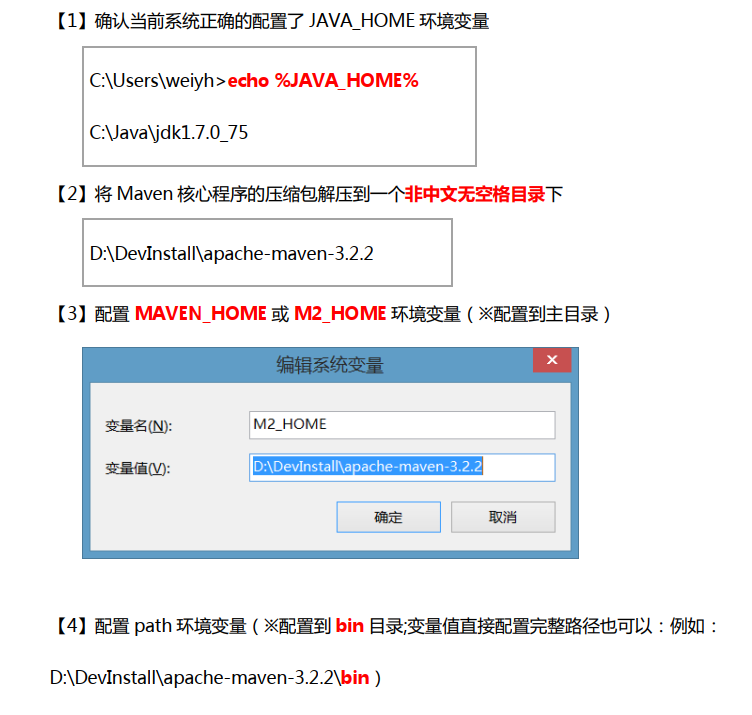 【1】确认当前系统正确的配置了 JAVA_HOME 环境变量
C:\Users\weiyh>echo %JAVA_HOME%
C:\Java\jdk1.7.0_75
【2】将 Maven 核心程序的压缩包解压到一个非中文无空格目录下
D:\DevInstall\apache-maven-3.2.2
【3】配置 MAVEN_HOME 或 M2_HOME 环境变量（※配置到主目录）
编辑系统变量
变量名(N): M2_HOME
变量值(V): D:\DevInstall\apache-maven-3.2.2
确定 取消
【4】配置 path 环境变量（※配置到 bin 目录;变量值直接配置完整路径也可以：例如：
D:\DevInstall\apache-maven-3.2.2\bin）